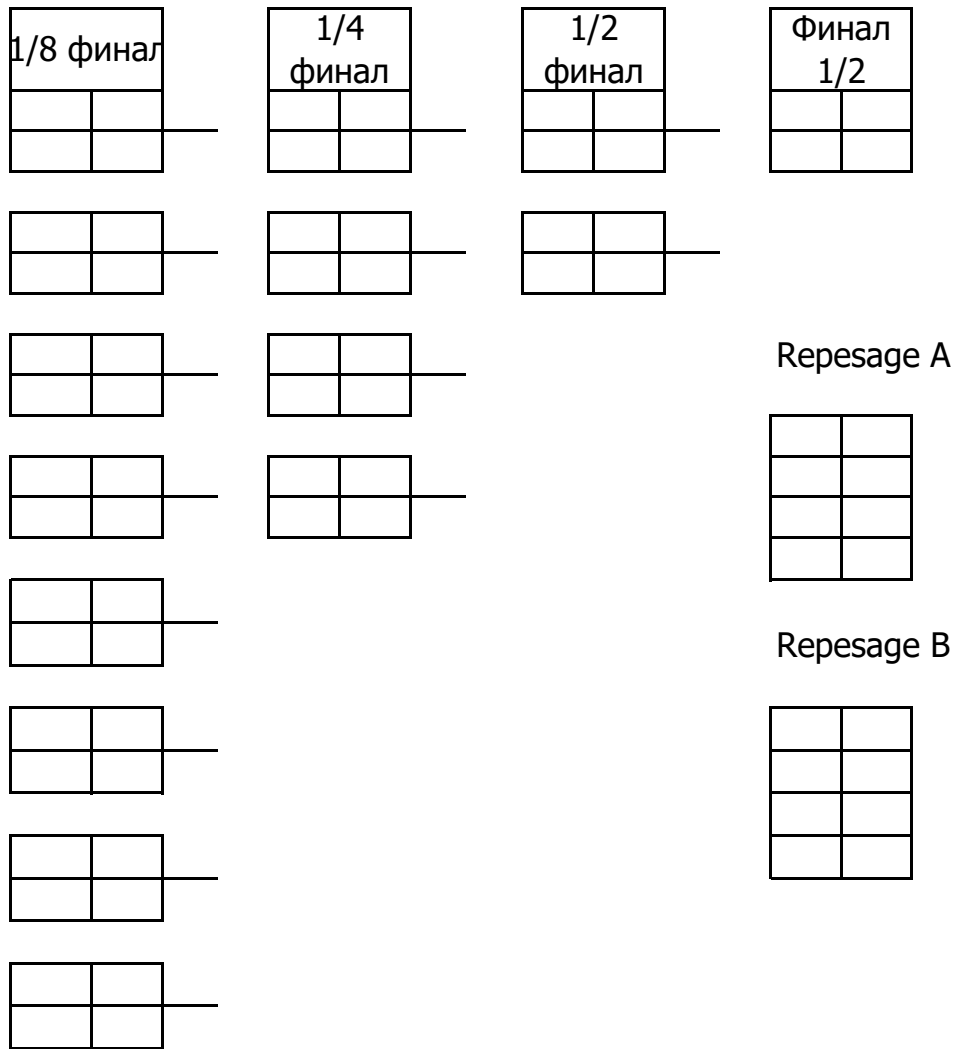 1/8 финал
1/4
финал
1/2
финал
Финал
1/2
Repesage A
Repesage B